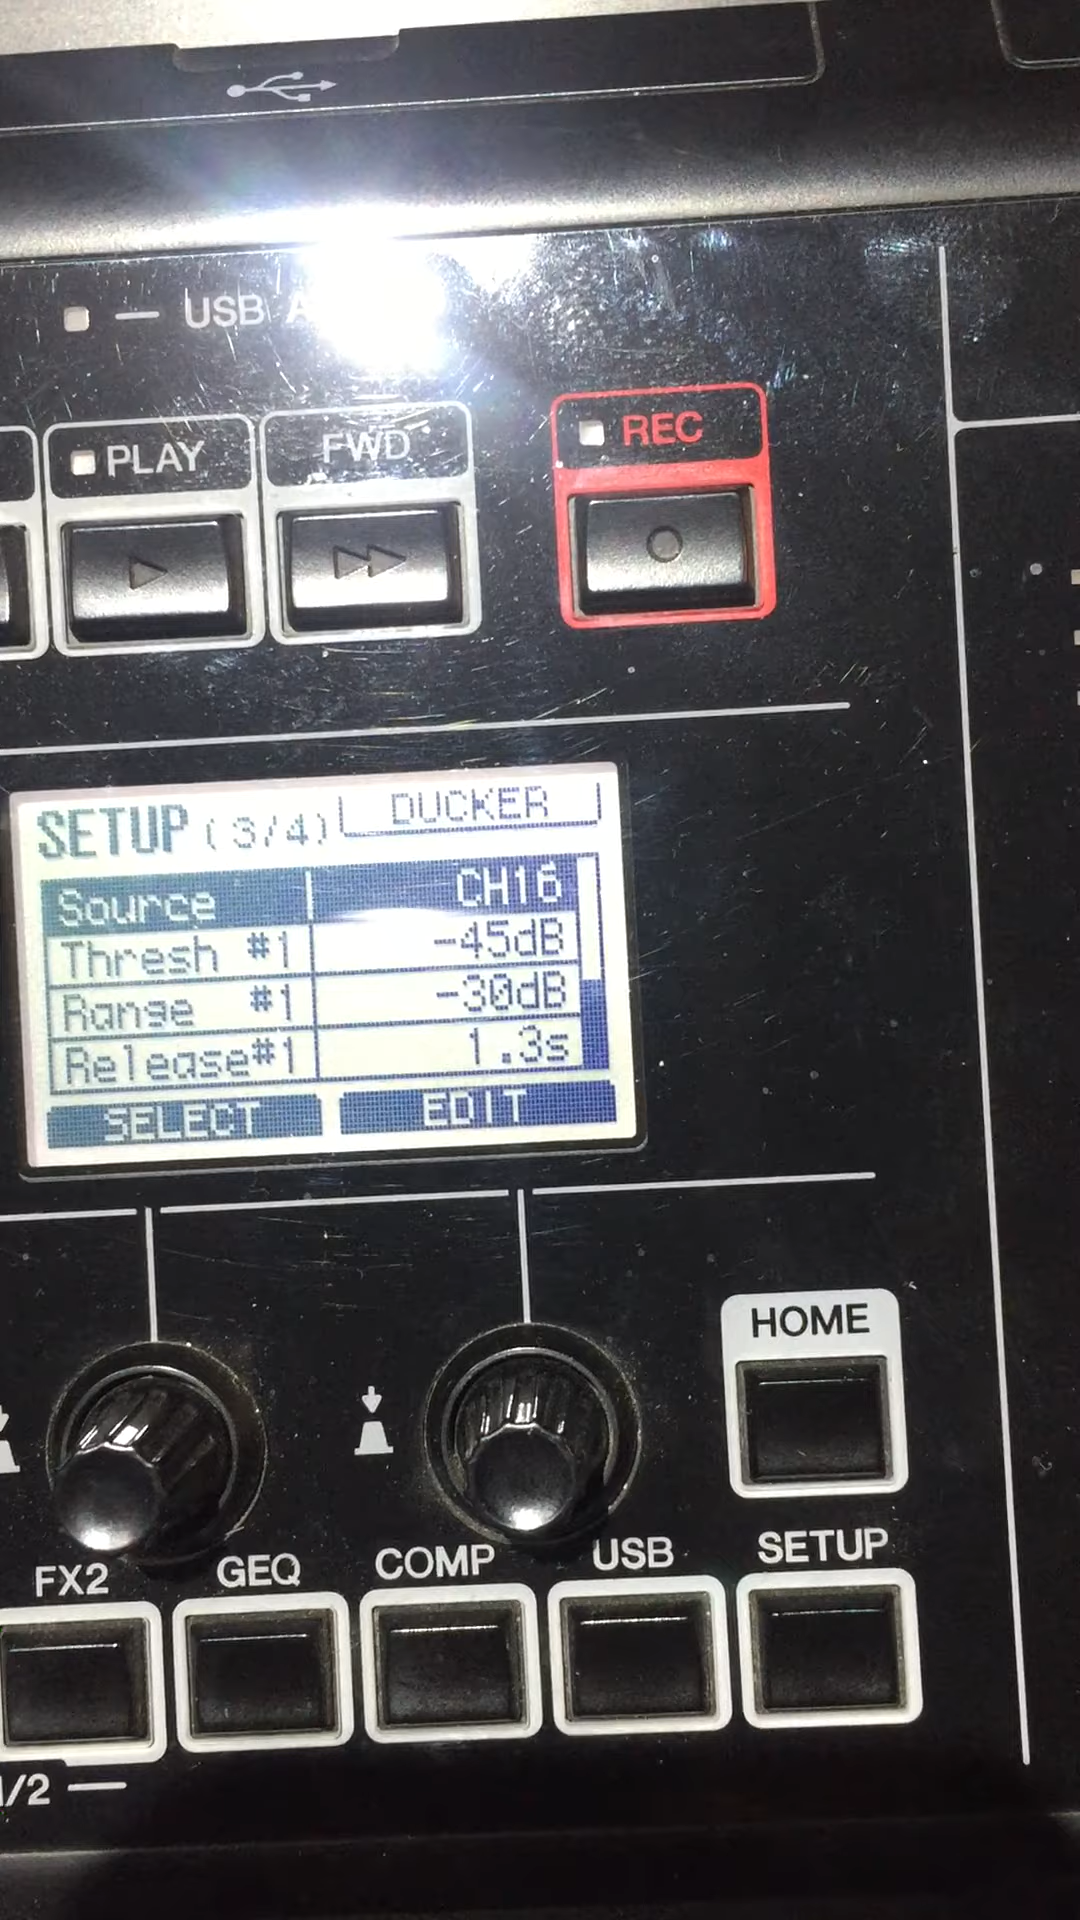 USB
PLAY
FWD
REC
SETUP (3/4) DUCKER
Source CH16
Thresh #1 -45dB
Range #1 -30dB
Release#1 1.3s
SELECT EDIT
HOME
FX2 GEQ COMP USB SETUP
/2